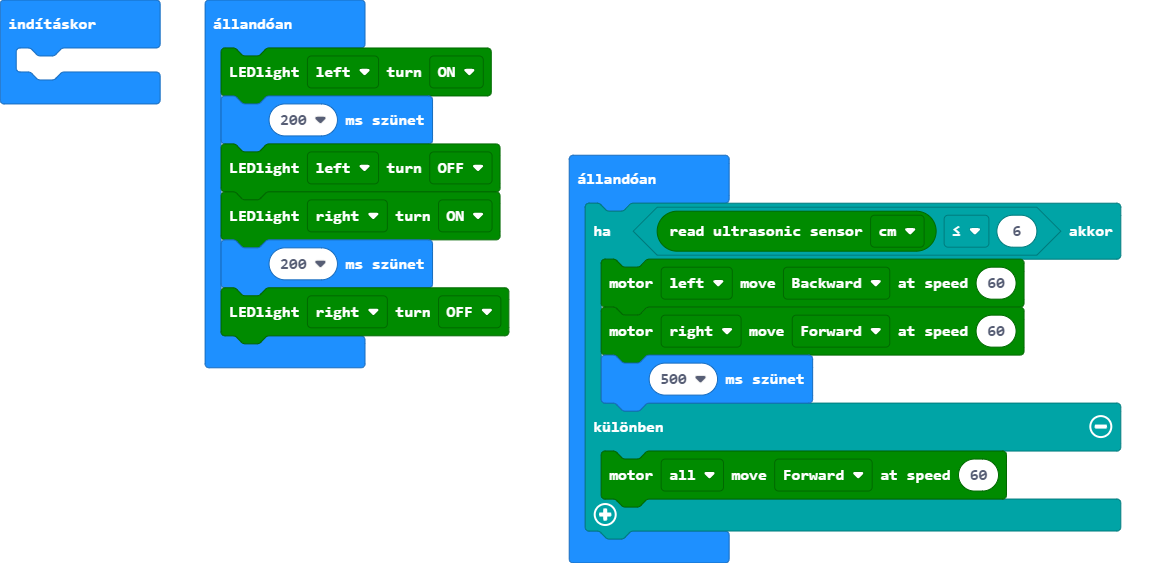 indításkor
állandóan
LEDlight left turn ON
200 ms szünet
LEDlight left turn OFF
LEDlight right turn ON
200 ms szünet
LEDlight right turn OFF
állandóan
ha read ultrasonic sensor cm ≤ 6 akkor
motor left move Backward at speed 60
motor right move Forward at speed 60
500 ms szünet
különben
motor all move Forward at speed 60